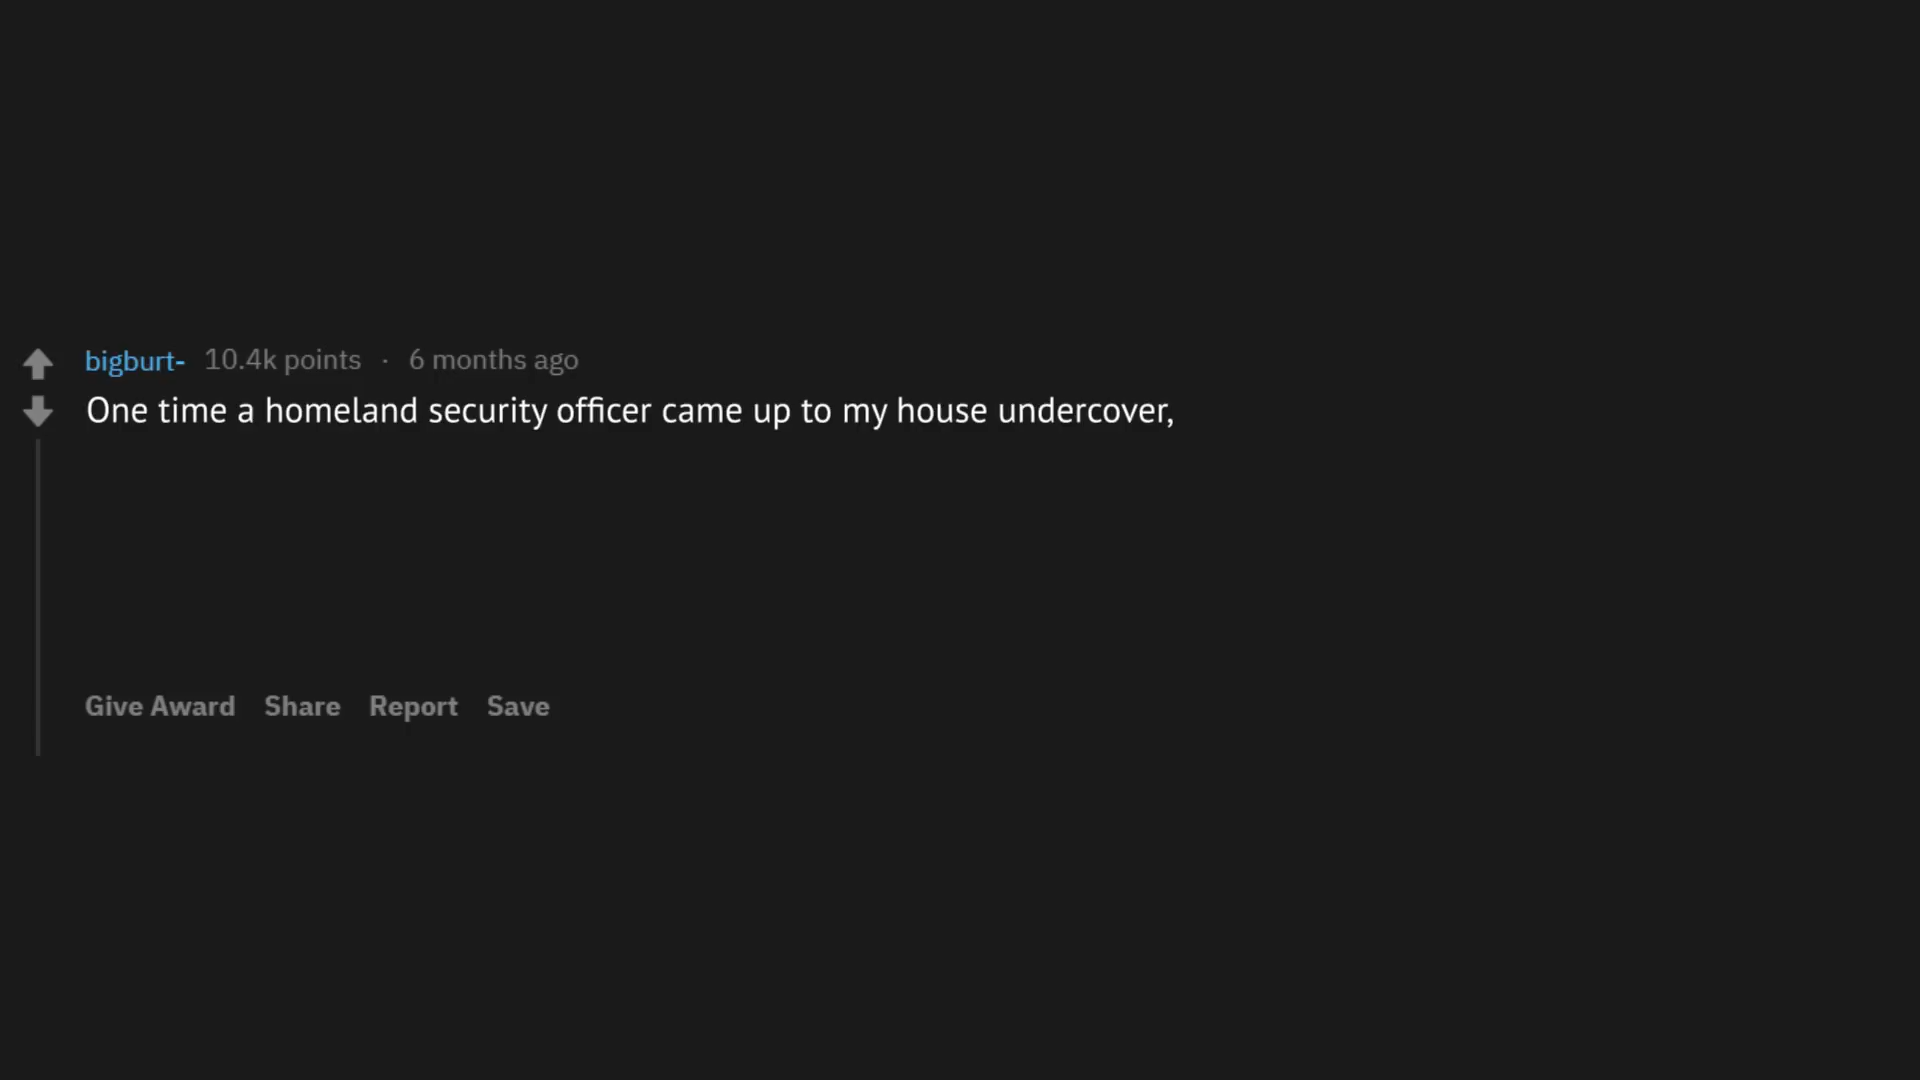 bigburt- 10.4k points · 6 months ago
One time a homeland security officer came up to my house undercover,
Give Award Share Report Save